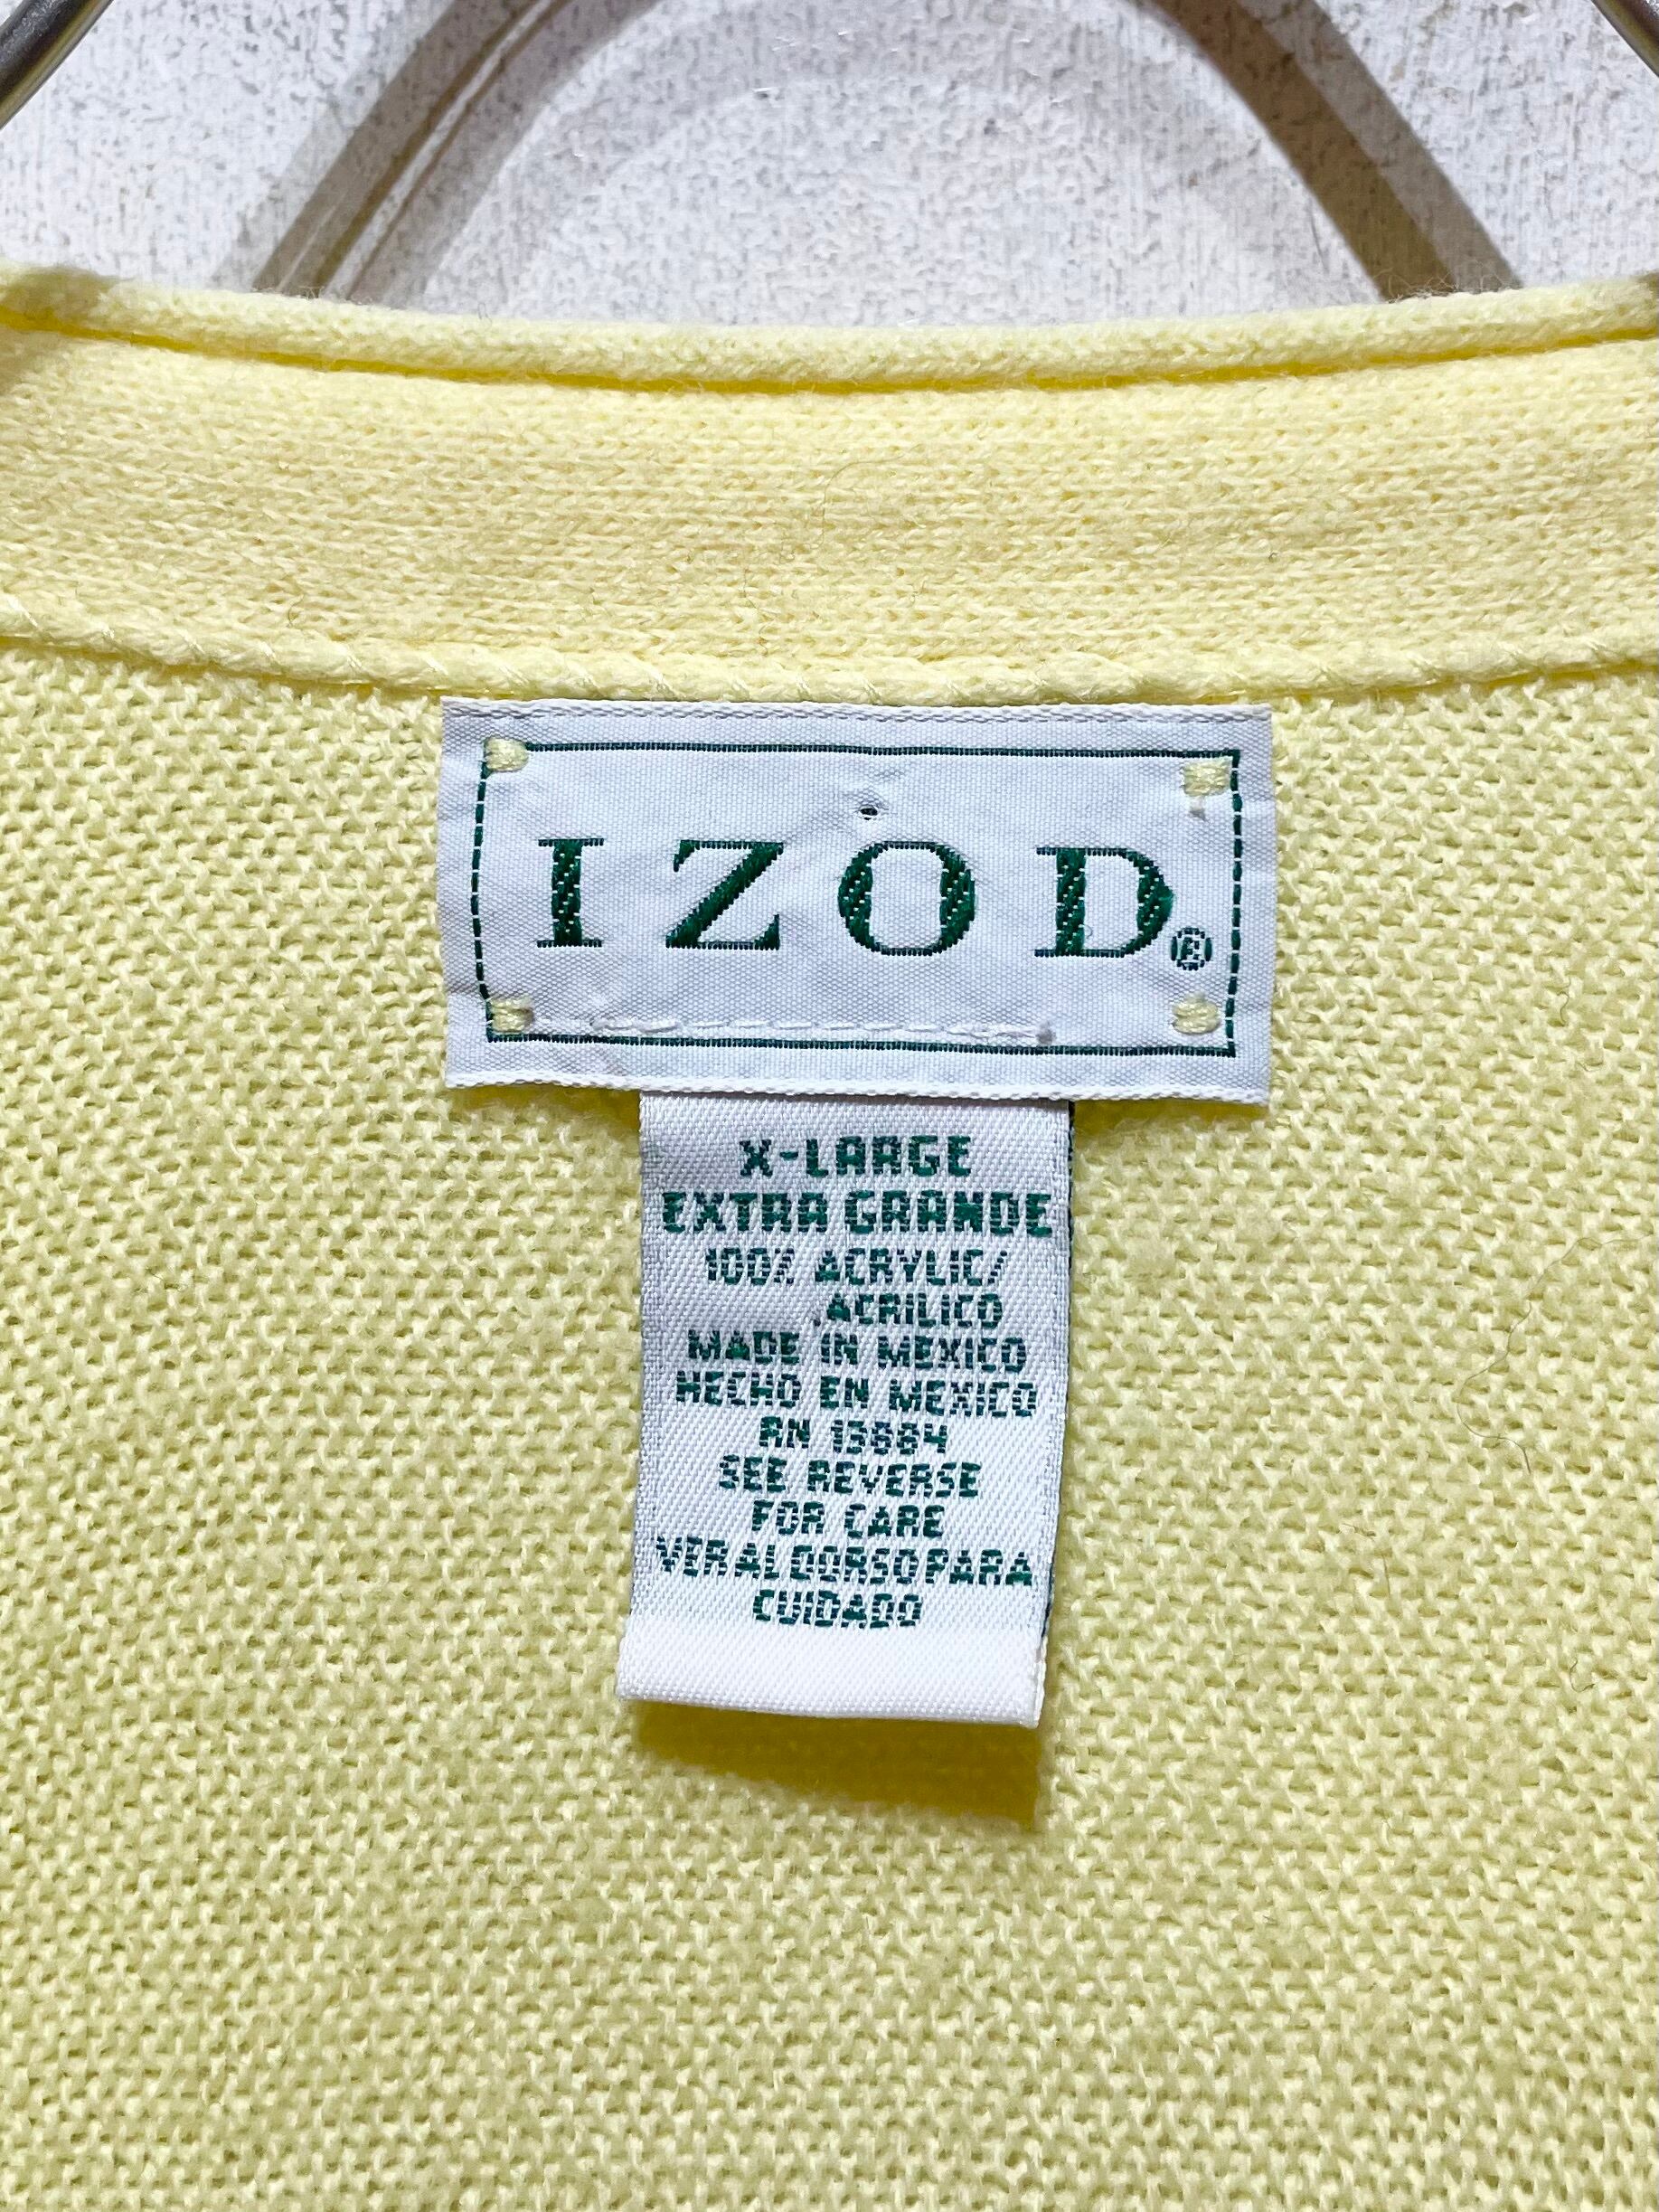 IZOD®
X-LARGE
EXTRA GRANDE
100% ACRYLIC/
ACRILICO
MADE IN MEXICO
HECHO EN MEXICO
RN 13684
SEE REVERSE
FOR CARE
VER AL DORSO PARA
CUIDADO